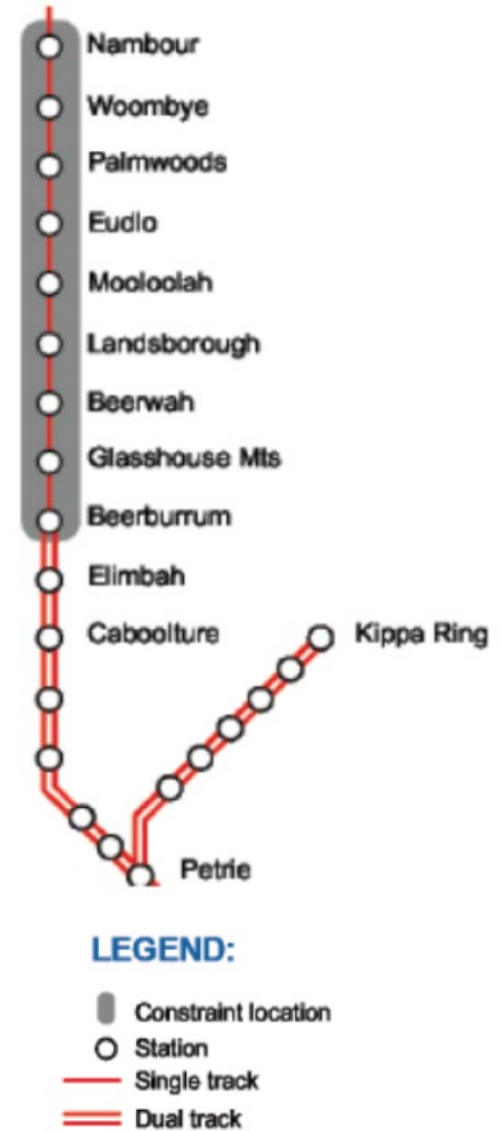 Nambour
Woombye
Palmwoods
Eudlo
Mooloolah
Landsborough
Beerwah
Glasshouse Mts
Beerburrum
Elimbah
Caboolture
Kippa Ring
Petrie
LEGEND:
Constraint location
Station
Single track
Dual track